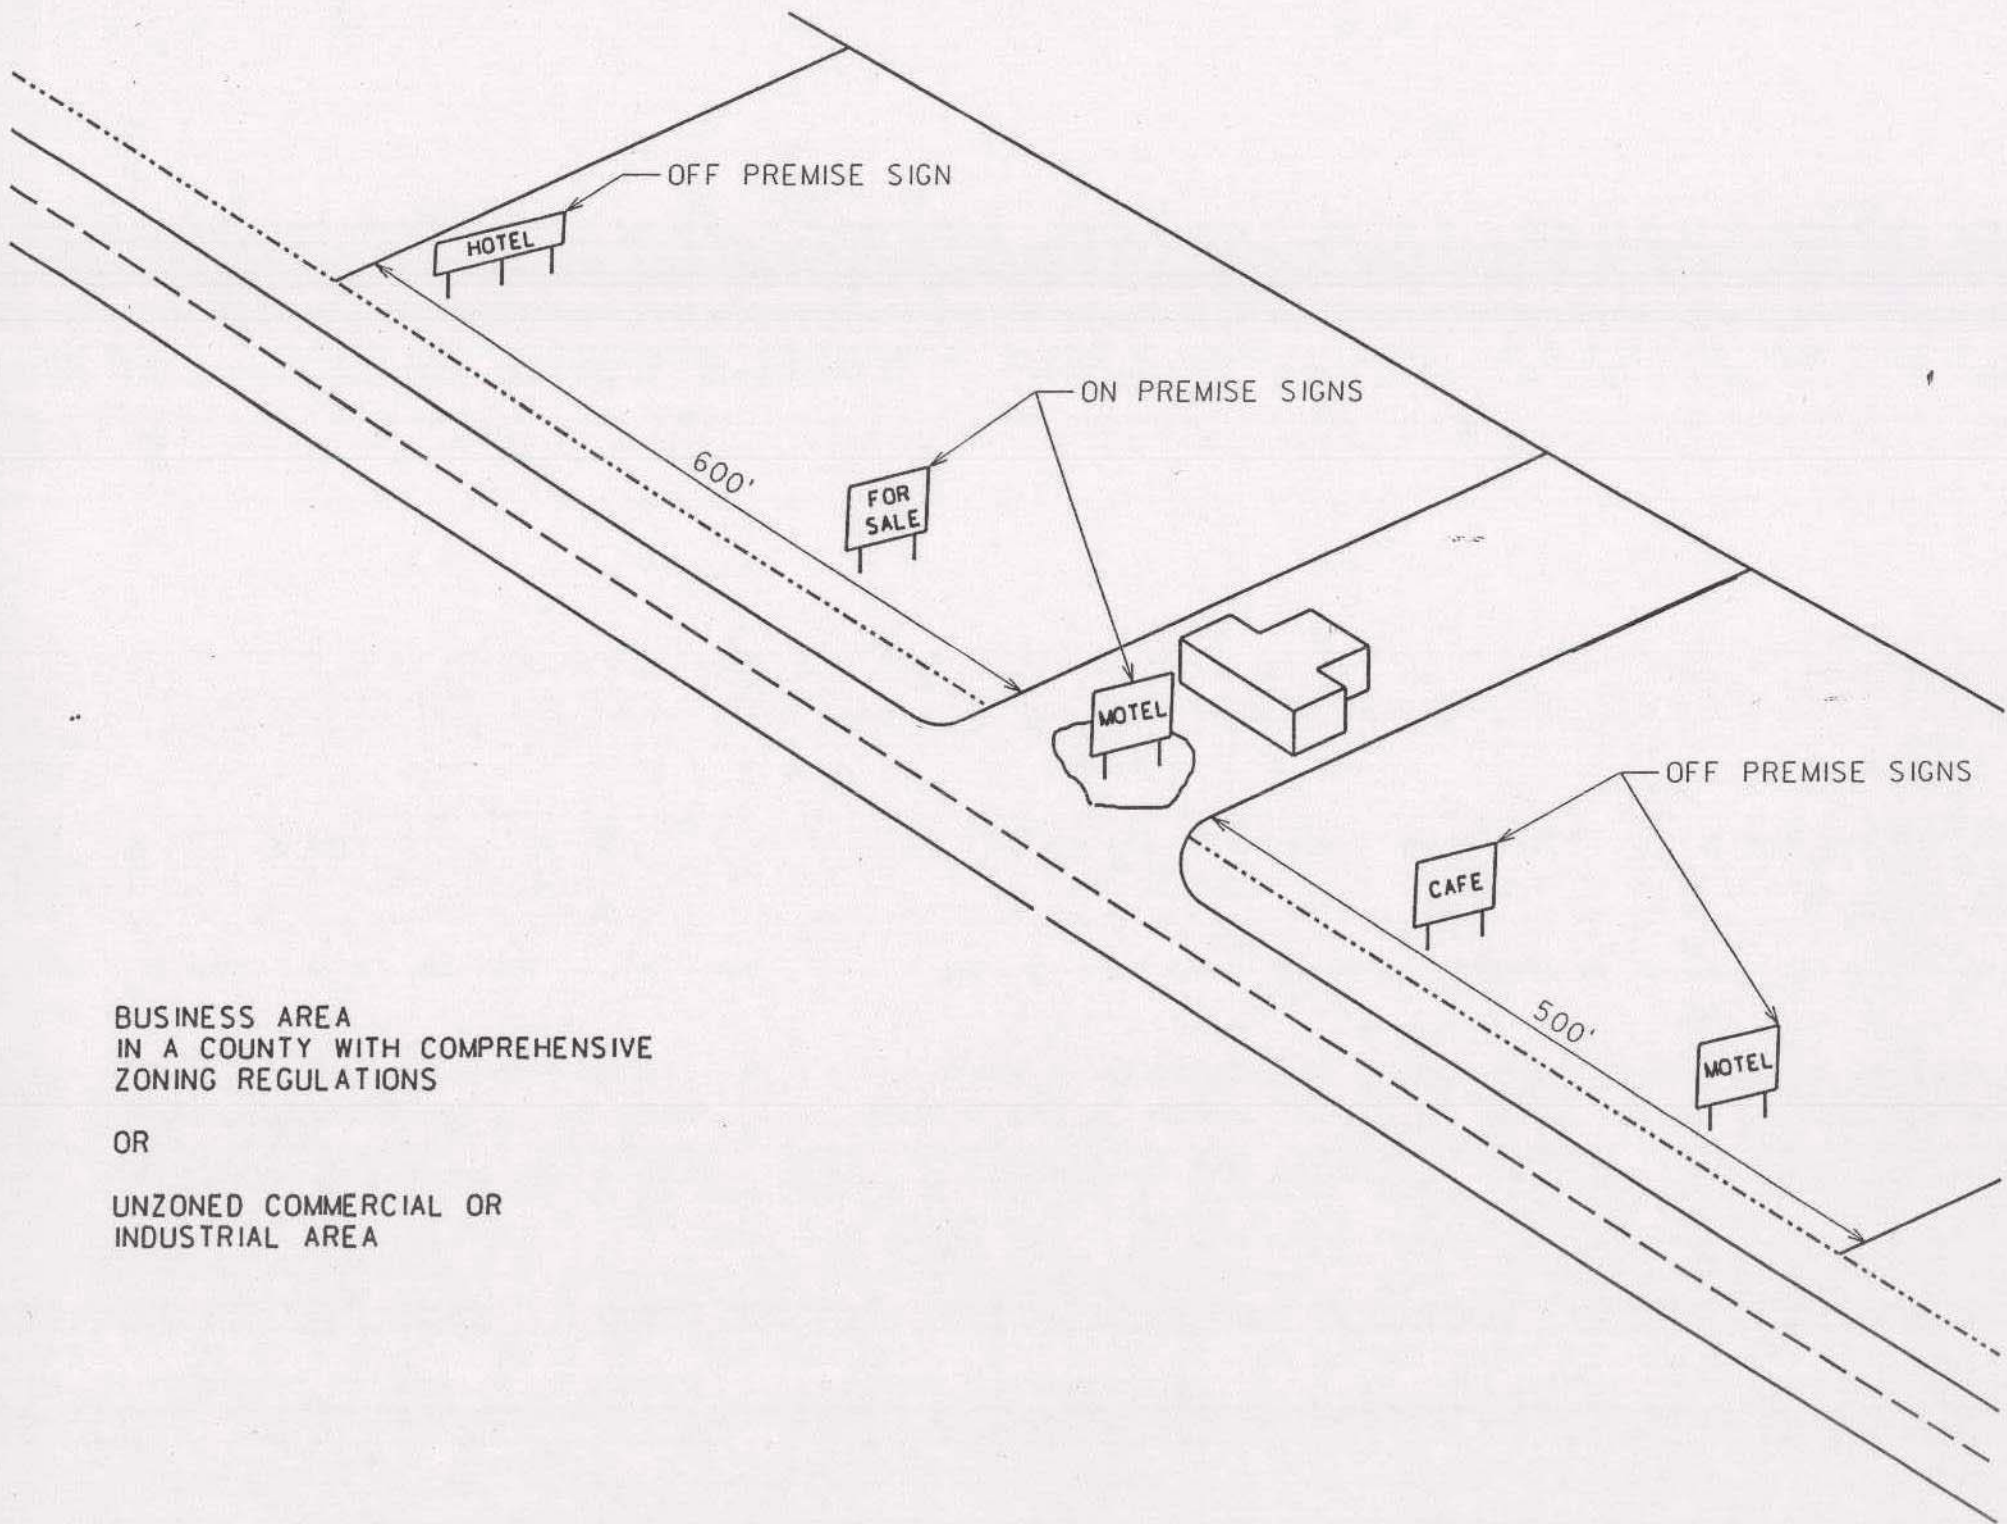 OFF PREMISE SIGN
HOTEL
ON PREMISE SIGNS
600'
FOR
SALE
MOTEL
OFF PREMISE SIGNS
CAFE
500'
MOTEL
BUSINESS AREA
IN A COUNTY WITH COMPREHENSIVE
ZONING REGULATIONS
OR
UNZONED COMMERCIAL OR
INDUSTRIAL AREA